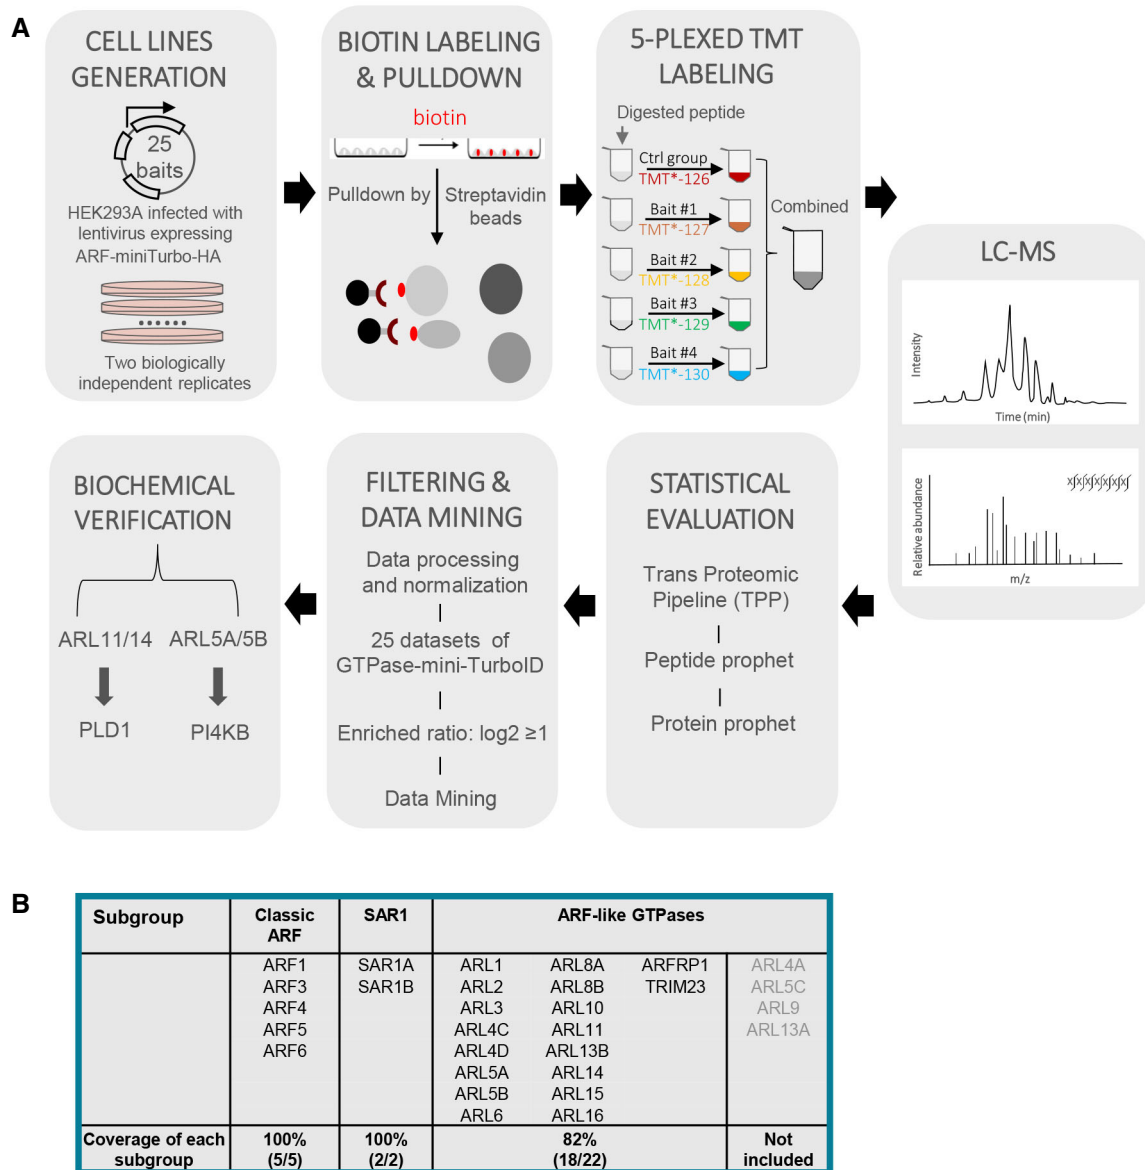 A
CELL LINES
GENERATION
25
baits
HEK293A infected with
lentivirus expressing
ARF-miniTurbo-HA
Two biologically
independent replicates
BIOTIN LABELING
& PULLDOWN
biotin
Pulldown by
Streptavidin
beads
5-PLEXED TMT
LABELING
Digested peptide
Ctrl group
TMT*-126
Bait #1
TMT*-127
Bait #2
TMT*-128
Bait #3
TMT*-129
Bait #4
TMT*-130
Combined
LC-MS
Intensity
Time (min)
Relative abundance
m/z
STATISTICAL
EVALUATION
Trans Proteomic
Pipeline (TPP)
Peptide prophet
Protein prophet
FILTERING &
DATA MINING
Data processing
and normalization
25 datasets of
GTPase-mini-TurboID
Enriched ratio: log2 ≥1
Data Mining
BIOCHEMICAL
VERIFICATION
ARL11/14 ARL5A/5B
PLD1 PI4KB
B
Subgroup Classic ARF SAR1 ARF-like GTPases
ARF1 SAR1A ARL1 ARL8A ARFRP1 ARL4A
ARF3 SAR1B ARL2 ARL8B TRIM23 ARL5C
ARF4 ARL3 ARL10 ARL9
ARF5 ARL4C ARL11 ARL13A
ARF6 ARL4D ARL13B
ARL5A ARL14
ARL5B ARL15
ARL6 ARL16
Coverage of each 100% 100% 82% Not
subgroup (5/5) (2/2) (18/22) included